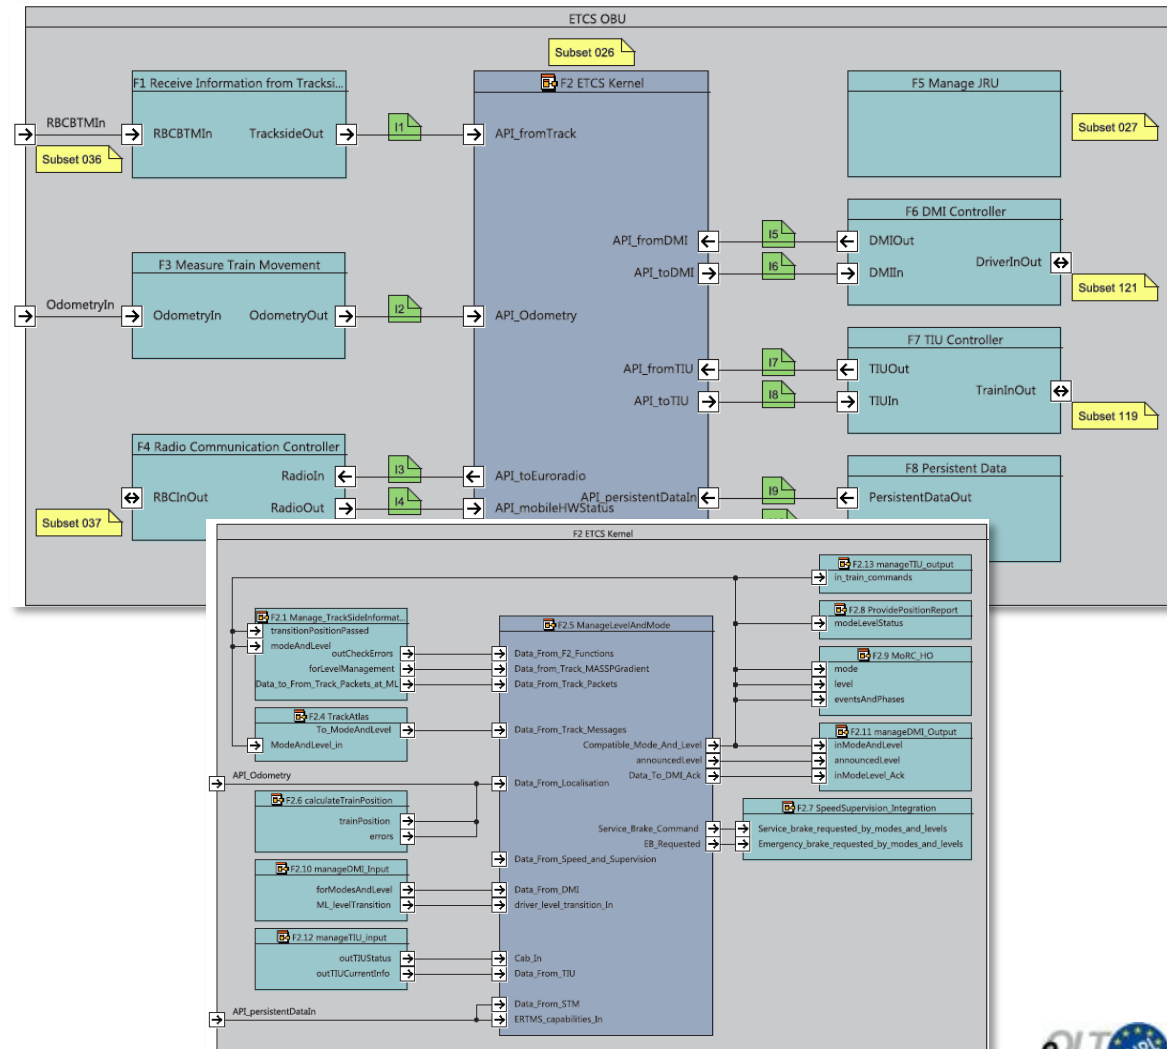 ETCS OBU
Subset 026
F1 Receive Information from Tracksi...
F2 ETCS Kernel
F5 Manage JRU
RBCBTMIn
RBCBTMIn
TracksideOut
I1
API_fromTrack
Subset 027
Subset 036
F6 DMI Controller
API_fromDMI
I5
DMIOut
F3 Measure Train Movement
API_toDMI
I6
DMIIn
DriverInOut
Subset 121
OdometryIn
OdometryIn
OdometryOut
I2
API_Odometry
F7 TIU Controller
API_fromTIU
I7
TIUOut
API_toTIU
I8
TIUIn
TrainInOut
Subset 119
F4 Radio Communication Controller
F8 Persistent Data
RadioIn
I3
API_toEuroradio
RBCInOut
API_persistentDataIn
I9
PersistentDataOut
RadioOut
I4
API_mobileHWStatus
Subset 037
F2 ETCS Kernel
F2.13 manageTIU_output
in_train_commands
F2.1 Manage_TrackSideInformat...
F2.5 ManageLevelAndMode
F2.8 ProvidePositionReport
transitionPositionPassed
modeLevelStatus
modeAndLevel
outCheckErrors
Data_From_F2_Functions
F2.9 MoRC_HO
forLevelManagement
Data_from_Track_MASSPGradient
mode
Data_to_From_Track_Packets_at_ML
Data_From_Track_Packets
level
eventsAndPhases
F2.4 TrackAtlas
To_ModeAndLevel
Data_From_Track_Messages
F2.11 manageDMI_Output
ModeAndLevel_in
Compatible_Mode_And_Level
inModeAndLevel
announcedLevel
announcedLevel
API_Odometry
Data_From_Localisation
Data_To_DMI_Ack
inModeLevel_Ack
F2.6 calculateTrainPosition
F2.7 SpeedSupervision_Integration
trainPosition
Service_Brake_Command
Service_brake_requested_by_modes_and_levels
errors
EB_Requested
Emergency_brake_requested_by_modes_and_levels
Data_From_Speed_and_Supervision
F2.10 manageDMI_Input
forModesAndLevel
Data_From_DMI
ML_levelTransition
driver_level_transition_In
F2.12 manageTIU_input
outTIUStatus
Cab_In
outTIUCurrentInfo
Data_From_TIU
Data_From_STM
API_persistentDataIn
ERTMS_capabilities_In